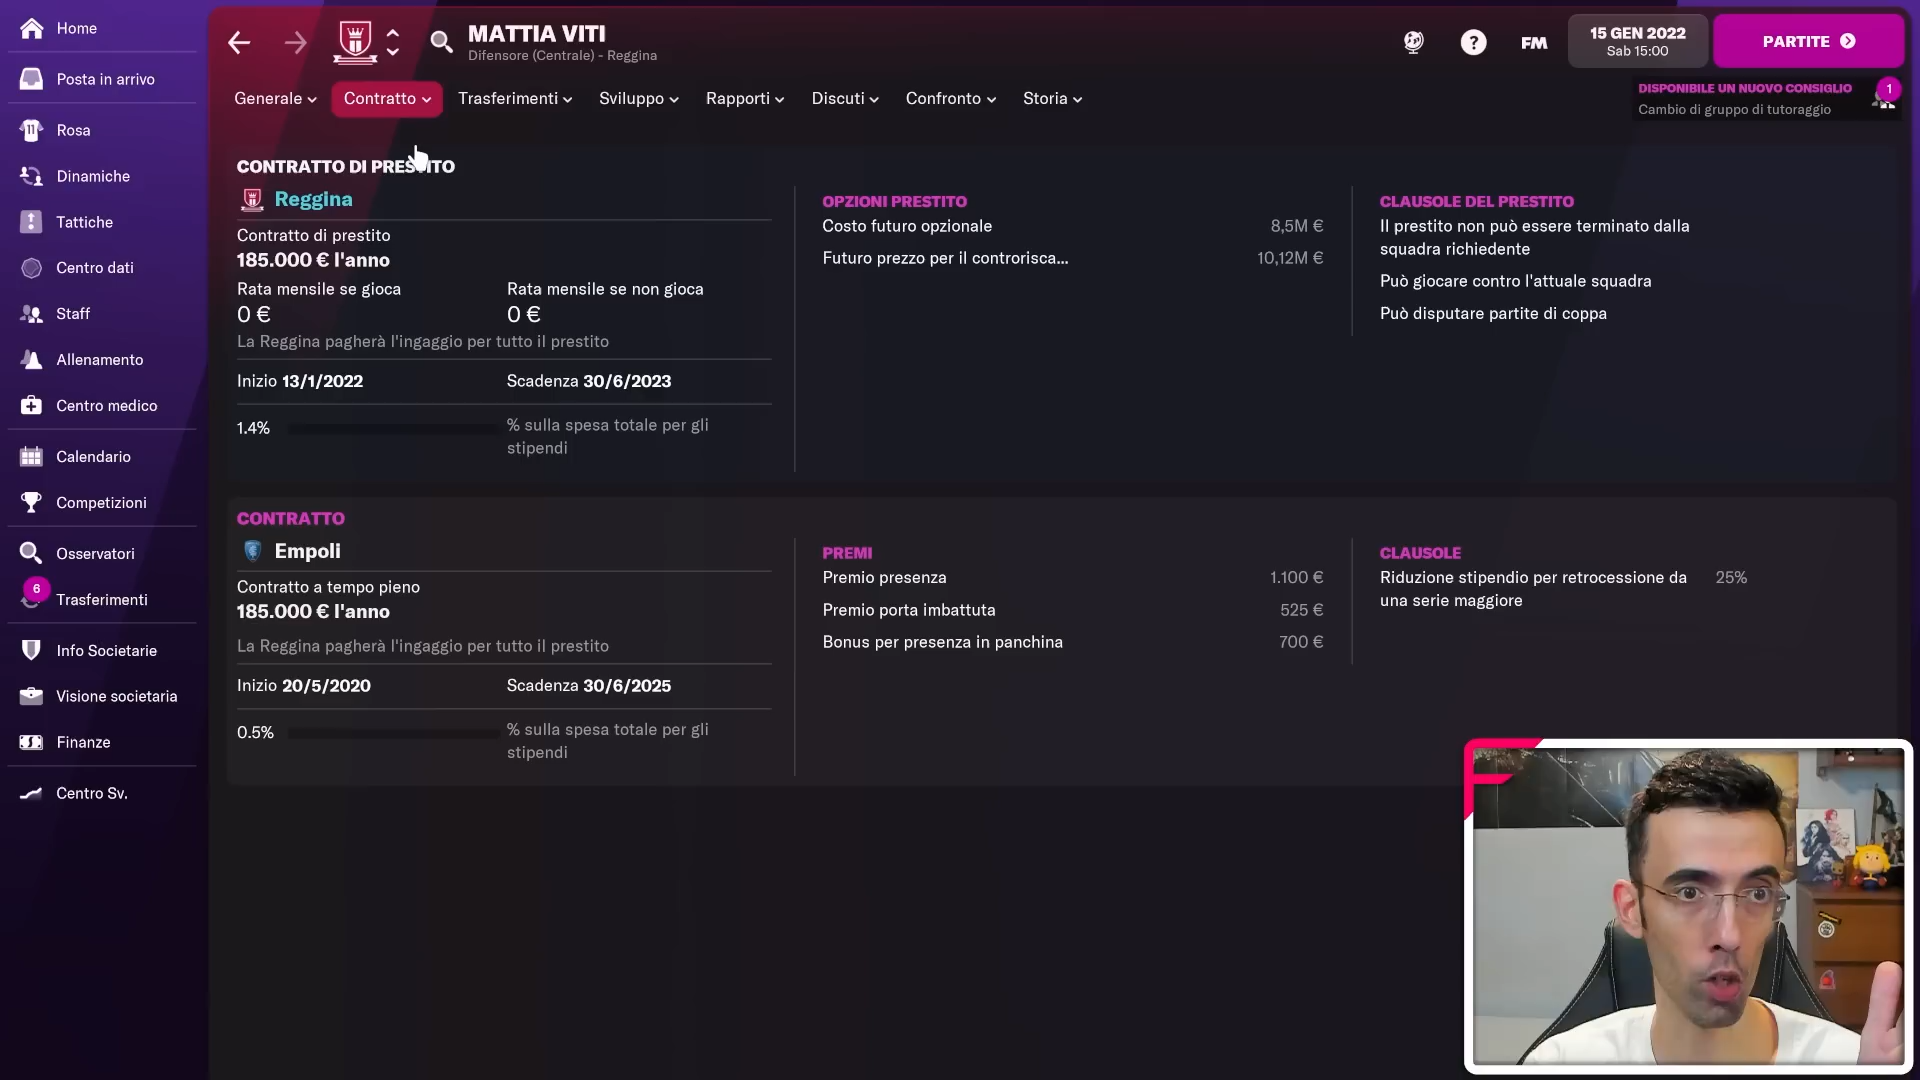 Home
Posta in arrivo
Rosa
Dinamiche
Tattiche
Centro dati
Staff
Allenamento
Centro medico
Calendario
Competizioni
Osservatori
6
Trasferimenti
Info Societarie
Visione societaria
Finanze
Centro Sv.
MATTIA VITI
Difensore (Centrale) - Reggina
?
FM
15 GEN 2022
Sab 15:00
PARTITE
Generale
Contratto
Trasferimenti
Sviluppo
Rapporti
Discuti
Confronto
Storia
DISPONIBILE UN NUOVO CONSIGLIO
Cambio di gruppo di tutoraggio
1
CONTRATTO DI PRESTITO
Reggina
Contratto di prestito
185.000 € l'anno
Rata mensile se gioca
0 €
Rata mensile se non gioca
0 €
La Reggina pagherà l'ingaggio per tutto il prestito
Inizio 13/1/2022
Scadenza 30/6/2023
1.4%
% sulla spesa totale per gli
stipendi
OPZIONI PRESTITO
Costo futuro opzionale 8,5M €
Futuro prezzo per il controrisca... 10,12M €
CLAUSOLE DEL PRESTITO
Il prestito non può essere terminato dalla
squadra richiedente
Può giocare contro l'attuale squadra
Può disputare partite di coppa
CONTRATTO
Empoli
Contratto a tempo pieno
185.000 € l'anno
La Reggina pagherà l'ingaggio per tutto il prestito
Inizio 20/5/2020
Scadenza 30/6/2025
0.5%
% sulla spesa totale per gli
stipendi
PREMI
Premio presenza 1.100 €
Premio porta imbattuta 525 €
Bonus per presenza in panchina 700 €
CLAUSOLE
Riduzione stipendio per retrocessione da 25%
una serie maggiore